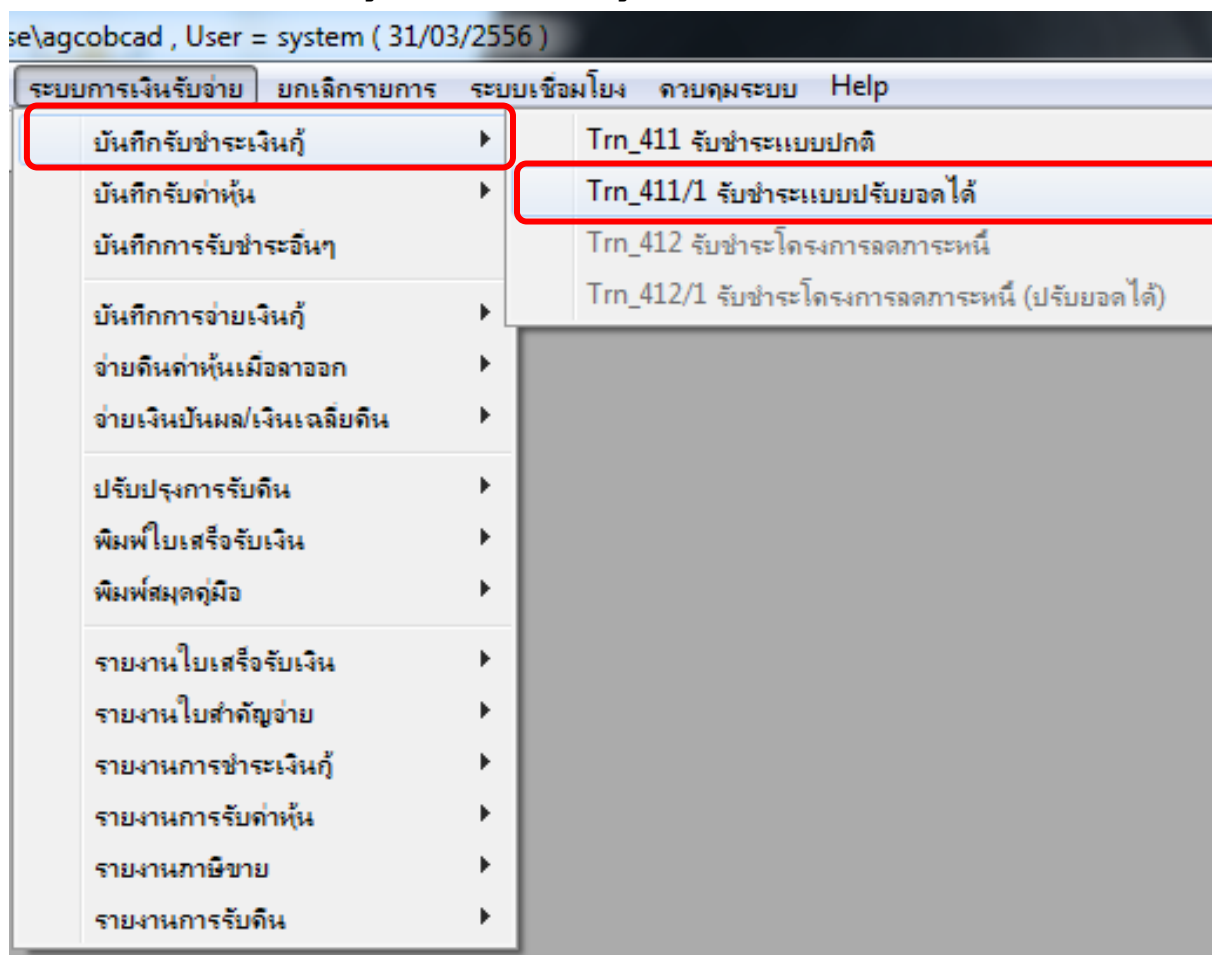 se\agcobcad , User = system ( 31/03/2556 )
ระบบการเงินรับจ่าย ยกเลิกรายการ ระบบเชื่อมโยง ควบคุมระบบ Help
บันทึกรับชำระเงินกู้
Trn_411 รับชำระแบบปกติ
บันทึกรับค่าหุ้น
Trn_411/1 รับชำระแบบปรับยอดได้
บันทึกการรับชำระอื่นๆ
Trn_412 รับชำระโครงการลดภาระหนี้
บันทึกการจ่ายเงินกู้
Trn_412/1 รับชำระโครงการลดภาระหนี้ (ปรับยอดได้)
จ่ายคืนค่าหุ้นเมื่อลาออก
จ่ายเงินปันผล/เงินเฉลี่ยคืน
ปรับปรุงการรับคืน
พิมพ์ใบเสร็จรับเงิน
พิมพ์สมุดคู่มือ
รายงานใบเสร็จรับเงิน
รายงานใบสำคัญจ่าย
รายงานการชำระเงินกู้
รายงานการรับค่าหุ้น
รายงานภาษีขาย
รายงานการรับคืน